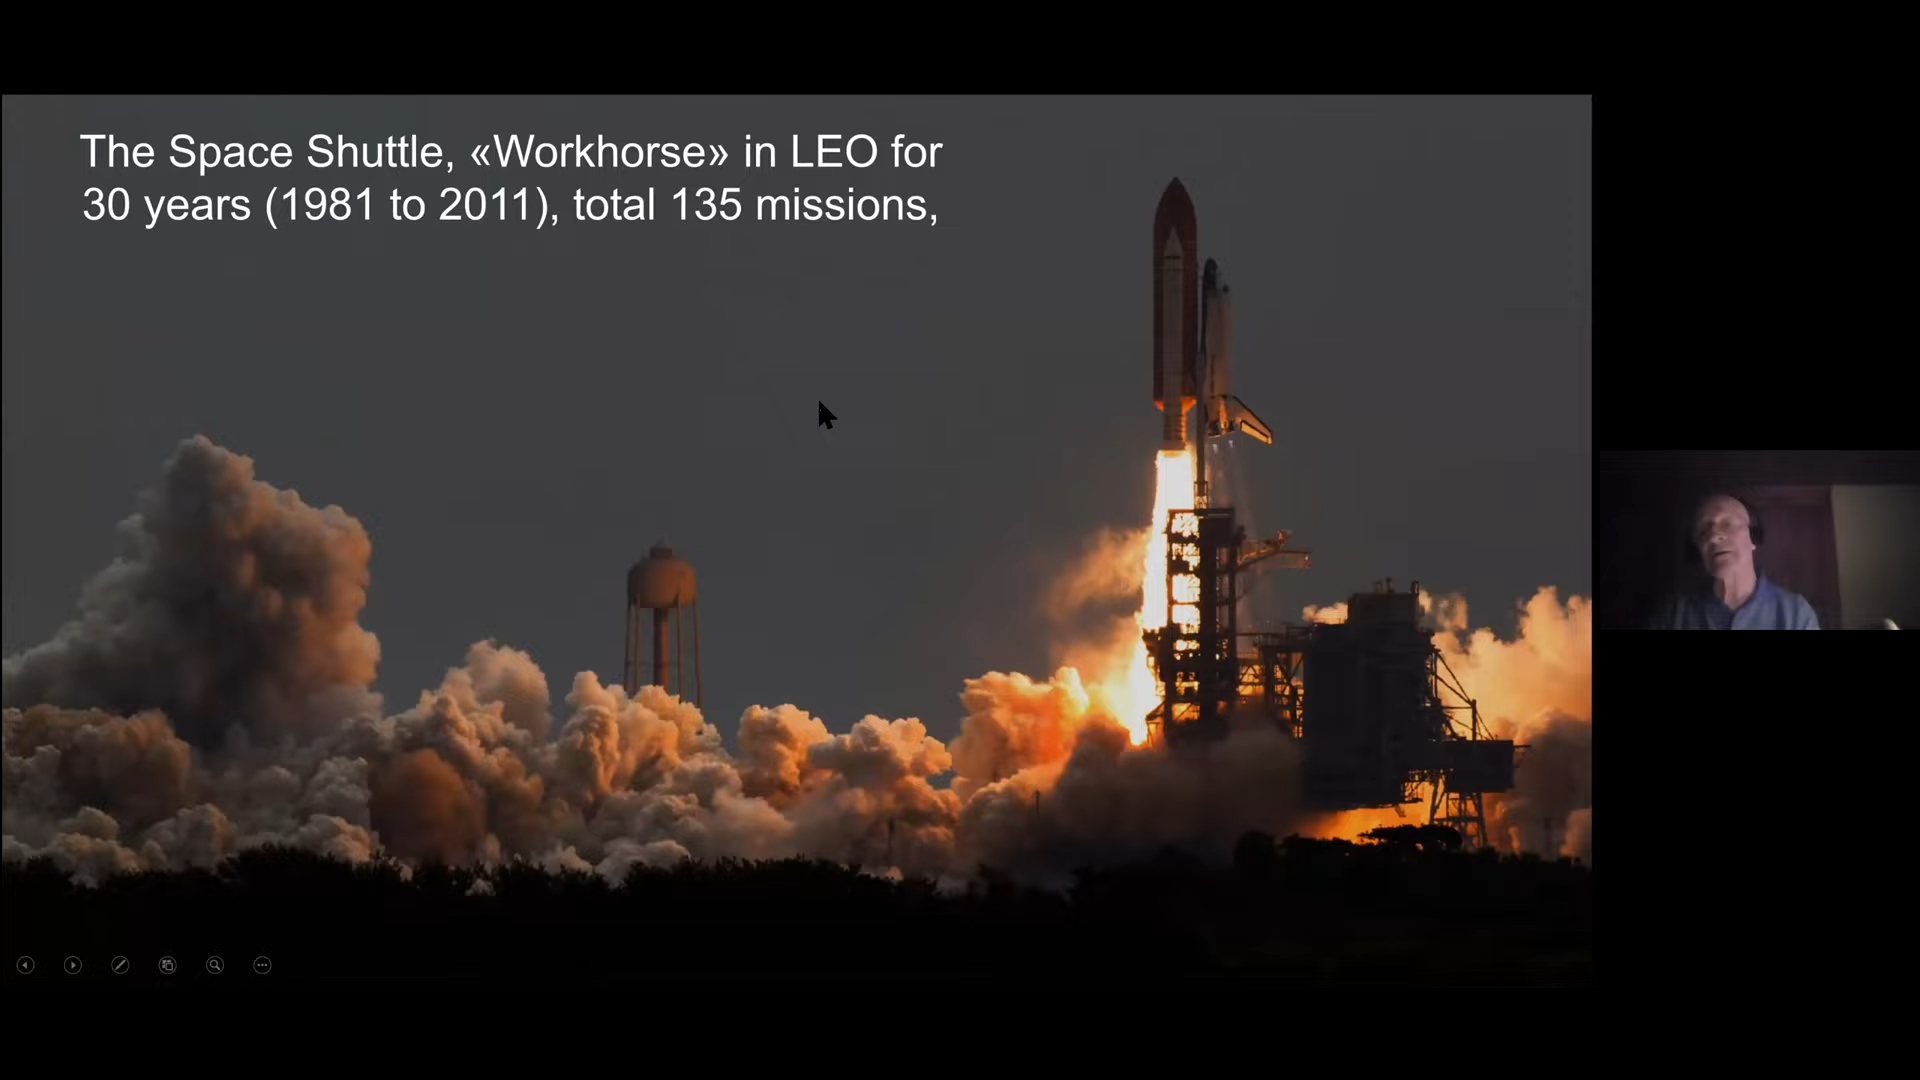 The Space Shuttle, «Workhorse» in LEO for
30 years (1981 to 2011), total 135 missions,